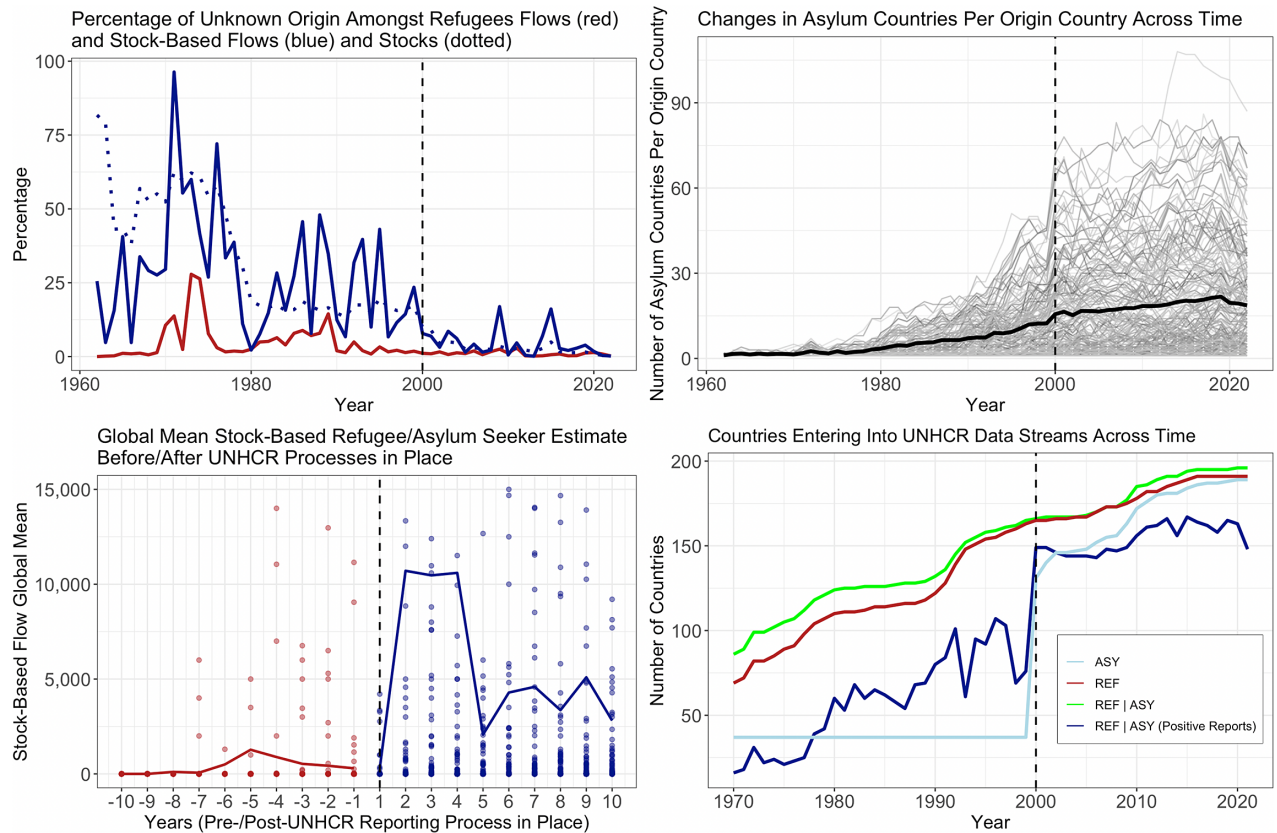 Percentage of Unknown Origin Amongst Refugees Flows (red)
and Stock-Based Flows (blue) and Stocks (dotted)
Percentage
100
75
50
25
0
1960 1980 2000 2020
Year
Changes in Asylum Countries Per Origin Country Across Time
Number of Asylum Countries Per Origin Country
90
60
30
0
1960 1980 2000 2020
Year
Global Mean Stock-Based Refugee/Asylum Seeker Estimate
Before/After UNHCR Processes in Place
Stock-Based Flow Global Mean
15,000
10,000
5,000
0
-10 -9 -8 -7 -6 -5 -4 -3 -2 -1 1 2 3 4 5 6 7 8 9 10
Years (Pre-/Post-UNHCR Reporting Process in Place)
Countries Entering Into UNHCR Data Streams Across Time
Number of Countries
200
150
100
50
ASY
REF
REF | ASY
REF | ASY (Positive Reports)
1970 1980 1990 2000 2010 2020
Year